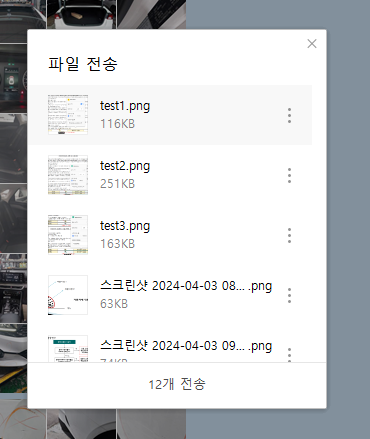 파일 전송
test1.png
116KB
test2.png
251KB
test3.png
163KB
스크린샷 2024-04-03 08... .png
63KB
스크린샷 2024-04-03 09... .png
74KB
12개 전송